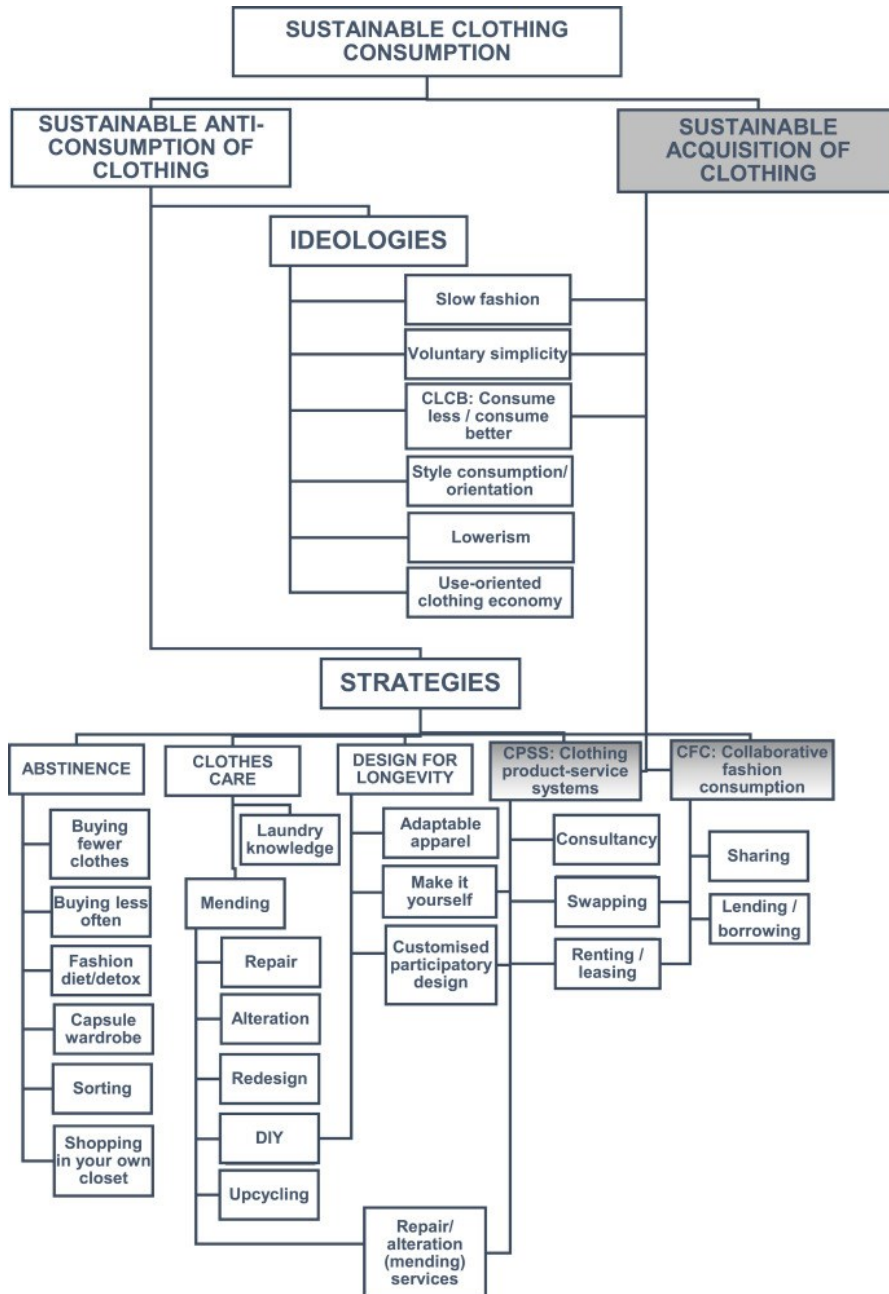 SUSTAINABLE CLOTHING
CONSUMPTION
SUSTAINABLE ANTI-
CONSUMPTION OF
CLOTHING
SUSTAINABLE
ACQUISITION OF
CLOTHING
IDEOLOGIES
Slow fashion
Voluntary simplicity
CLCB: Consume
less / consume
better
Style consumption/
orientation
Lowerism
Use-oriented
clothing economy
STRATEGIES
ABSTINENCE
Buying
fewer
clothes
Buying less
often
Fashion
diet/detox
Capsule
wardrobe
Sorting
Shopping
in your own
closet
CLOTHES
CARE
Laundry
knowledge
Mending
Repair
Alteration
Redesign
DIY
Upcycling
DESIGN FOR
LONGEVITY
Adaptable
apparel
Make it
yourself
Customised
participatory
design
Repair/
alteration
(mending)
services
CPSS: Clothing
product-service
systems
Consultancy
Swapping
Renting /
leasing
CFC: Collaborative
fashion
consumption
Sharing
Lending /
borrowing